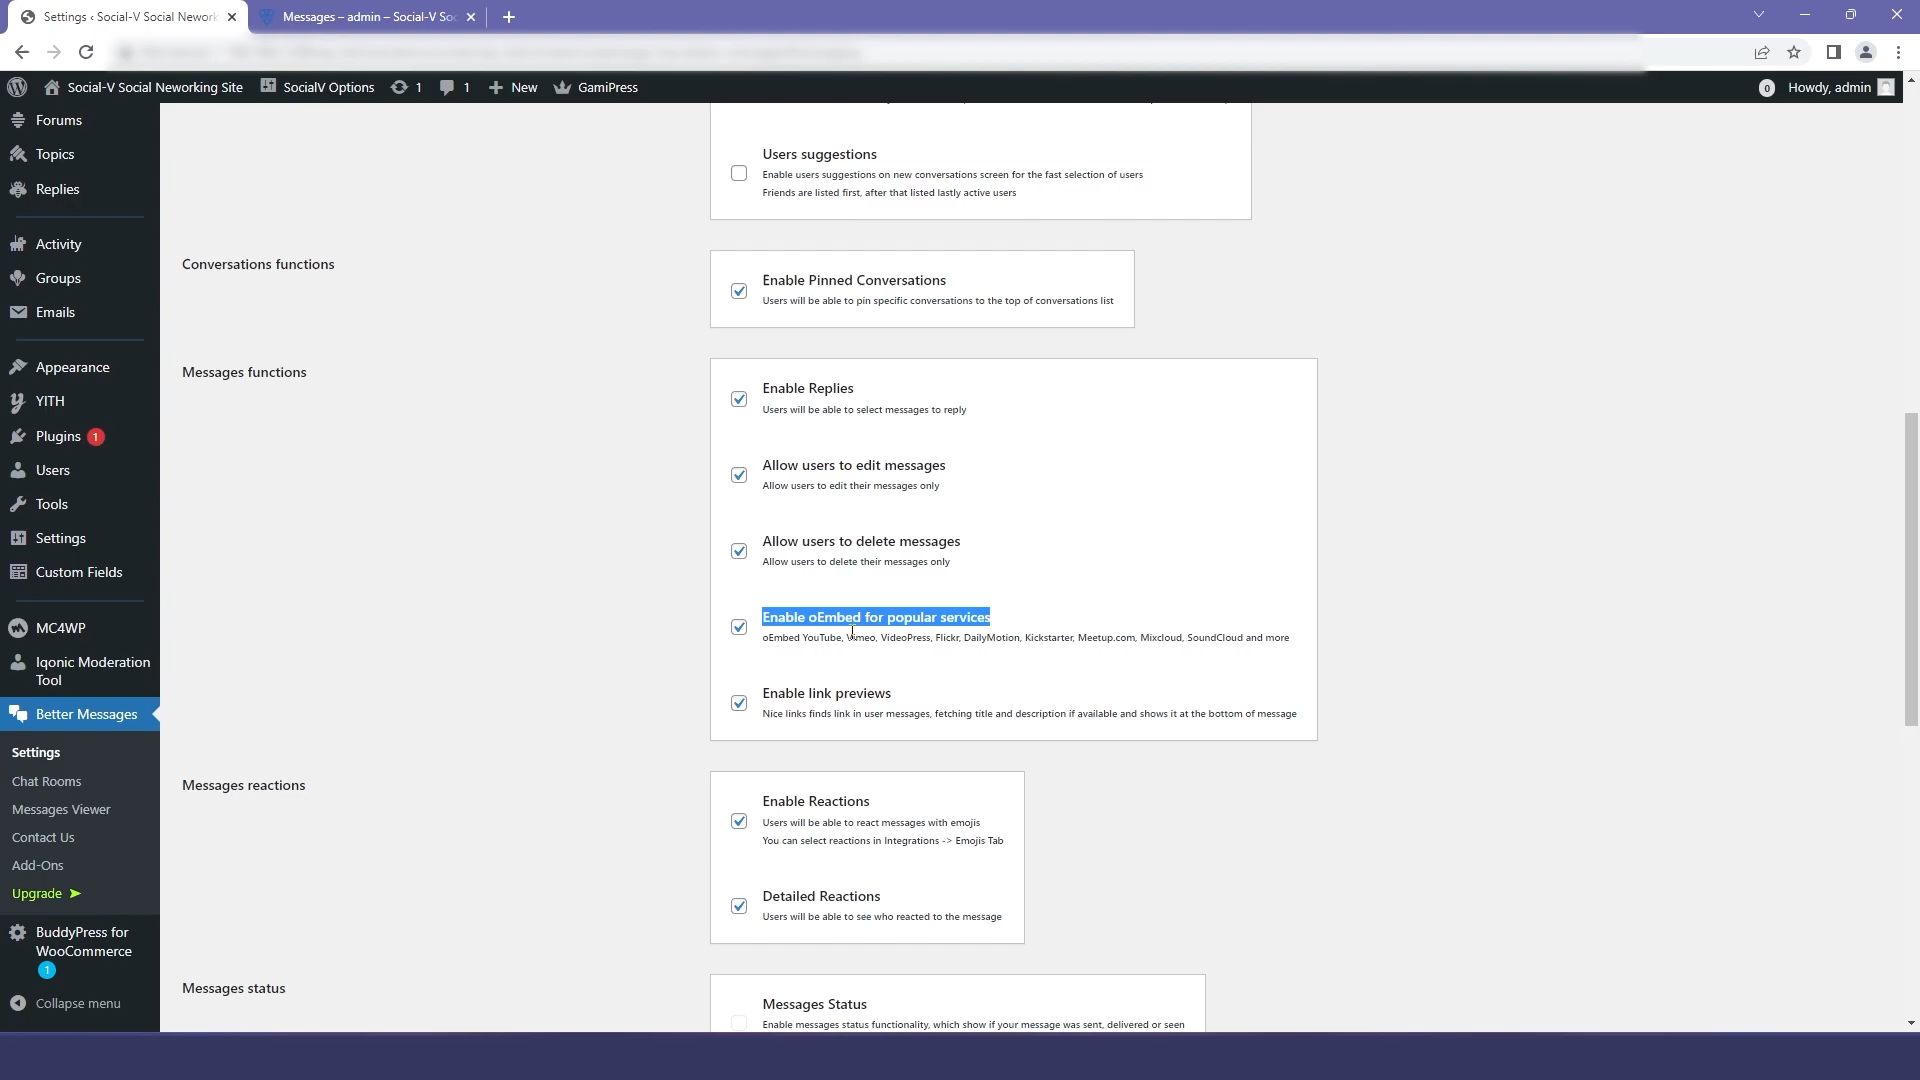 Settings ‹ Social-V Social Nework
Messages – admin – Social-V So
Social-V Social Neworking Site
SocialV Options
1
1
New
GamiPress
0
Howdy, admin
Forums
Topics
Replies
Activity
Groups
Emails
Appearance
YITH
Plugins 1
Users
Tools
Settings
Custom Fields
MC4WP
Iqonic Moderation
Tool
Better Messages
Settings
Chat Rooms
Messages Viewer
Contact Us
Add-Ons
Upgrade ➤
BuddyPress for
WooCommerce
1
Collapse menu
Users suggestions
Enable users suggestions on new conversations screen for the fast selection of users
Friends are listed first, after that listed lastly active users
Conversations functions
Enable Pinned Conversations
Users will be able to pin specific conversations to the top of conversations list
Messages functions
Enable Replies
Users will be able to select messages to reply
Allow users to edit messages
Allow users to edit their messages only
Allow users to delete messages
Allow users to delete their messages only
Enable oEmbed for popular services
oEmbed YouTube, Vimeo, VideoPress, Flickr, DailyMotion, Kickstarter, Meetup.com, Mixcloud, SoundCloud and more
Enable link previews
Nice links finds link in user messages, fetching title and description if available and shows it at the bottom of message
Messages reactions
Enable Reactions
Users will be able to react messages with emojis
You can select reactions in Integrations -> Emojis Tab
Detailed Reactions
Users will be able to see who reacted to the message
Messages status
Messages Status
Enable messages status functionality, which show if your message was sent, delivered or seen